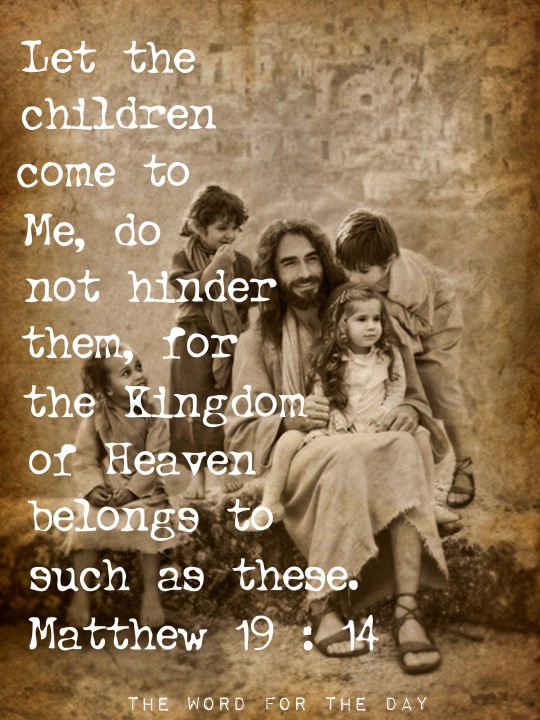 Let the
children
come to
Me, do
not hinder
them, for
the Kingdom
of Heaven
belongs to
such as these.
Matthew 19 : 14
THE WORD FOR THE DAY